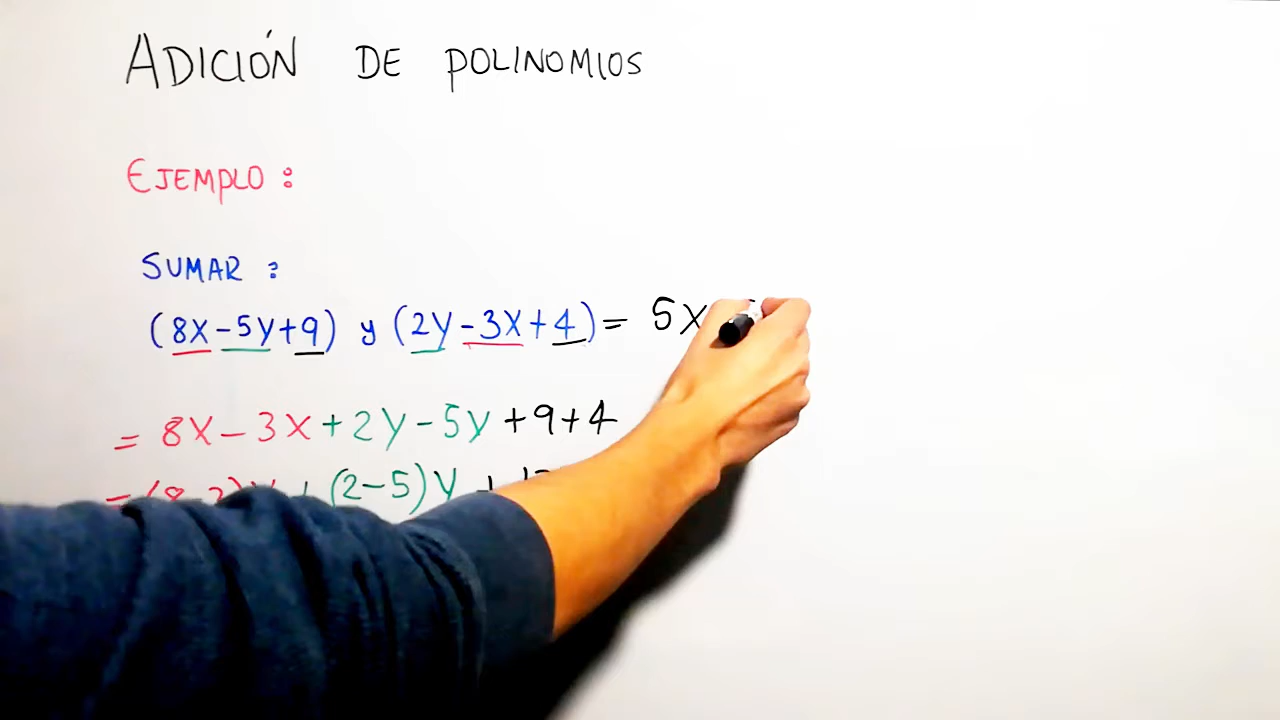 ADICIÓN DE POLINOMIOS
EJEMPLO :
SUMAR :
(8X-5Y+9) y (2Y-3X+4)= 5X
= 8X-3X+2Y-5Y+9+4
(2-5)Y +